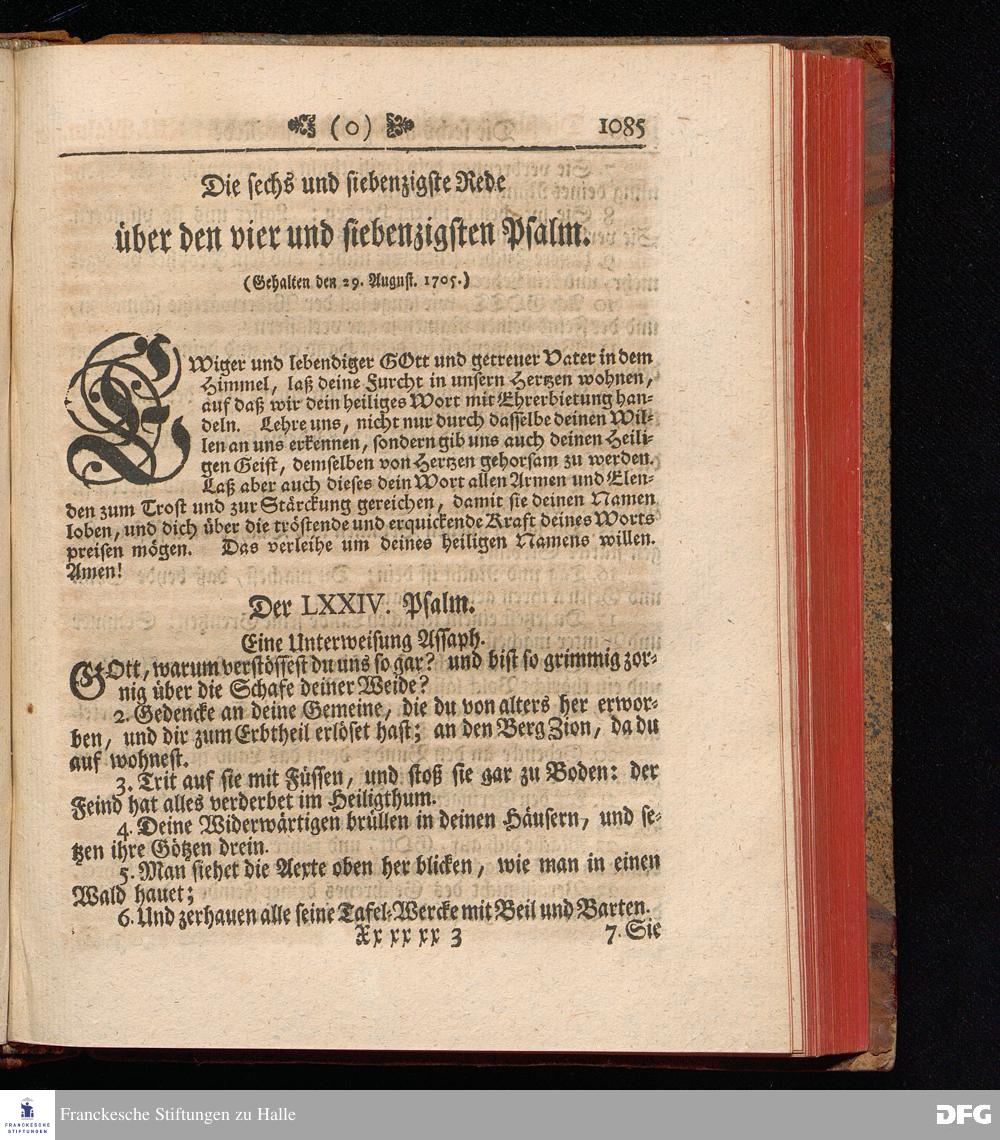 (0) 1085
Die sechs und siebenzigste Rede
über den vier und siebenzigsten Psalm.
(Gehalten den 29. August. 1705.)
EWiger und lebendiger GOtt und getreuer Vater in dem
Himmel, laß deine Furcht in unsern Hertzen wohnen,
auf daß wir dein heiliges Wort mit Ehrerbietung han-
deln. Lehre uns, nicht nur durch dasselbe deinen Wil-
len an uns erkennen, sondern gib uns auch deinen Heili-
gen Geist, demselben von Hertzen gehorsam zu werden.
Laß aber auch dieses dein Wort allen Armen und Elen-
den zum Trost und zur Stärckung gereichen, damit sie deinen Namen
loben, und dich über die tröstende und erquickende Kraft deines Worts
preisen mögen. Das verleihe um deines heiligen Namens willen.
Amen!
Der LXXIV. Psalm.
Eine Unterweisung Assaph.
GOtt, warum verstössest du uns so gar? und bist so grimmig zor-
nig über die Schafe deiner Weide?
2. Gedencke an deine Gemeine, die du von alters her erwor-
ben, und dir zum Erbtheil erlöset hast; an den Berg Zion, da du
auf wohnest.
3. Trit auf sie mit Füssen, und stoß sie gar zu Boden: der
Feind hat alles verderbet im Heiligthum.
4. Deine Widerwärtigen brüllen in deinen Häusern, und se-
tzen ihre Götzen drein.
5. Man siehet die Aexte oben her blicken, wie man in einen
Wald hauet;
6. Und zerhauen alle seine Tafel-Wercke mit Beil und Barten.
Xx xx xx 3 7. Sie
FRANCKESCHE
STIFTUNGEN
Franckesche Stiftungen zu Halle
DFG